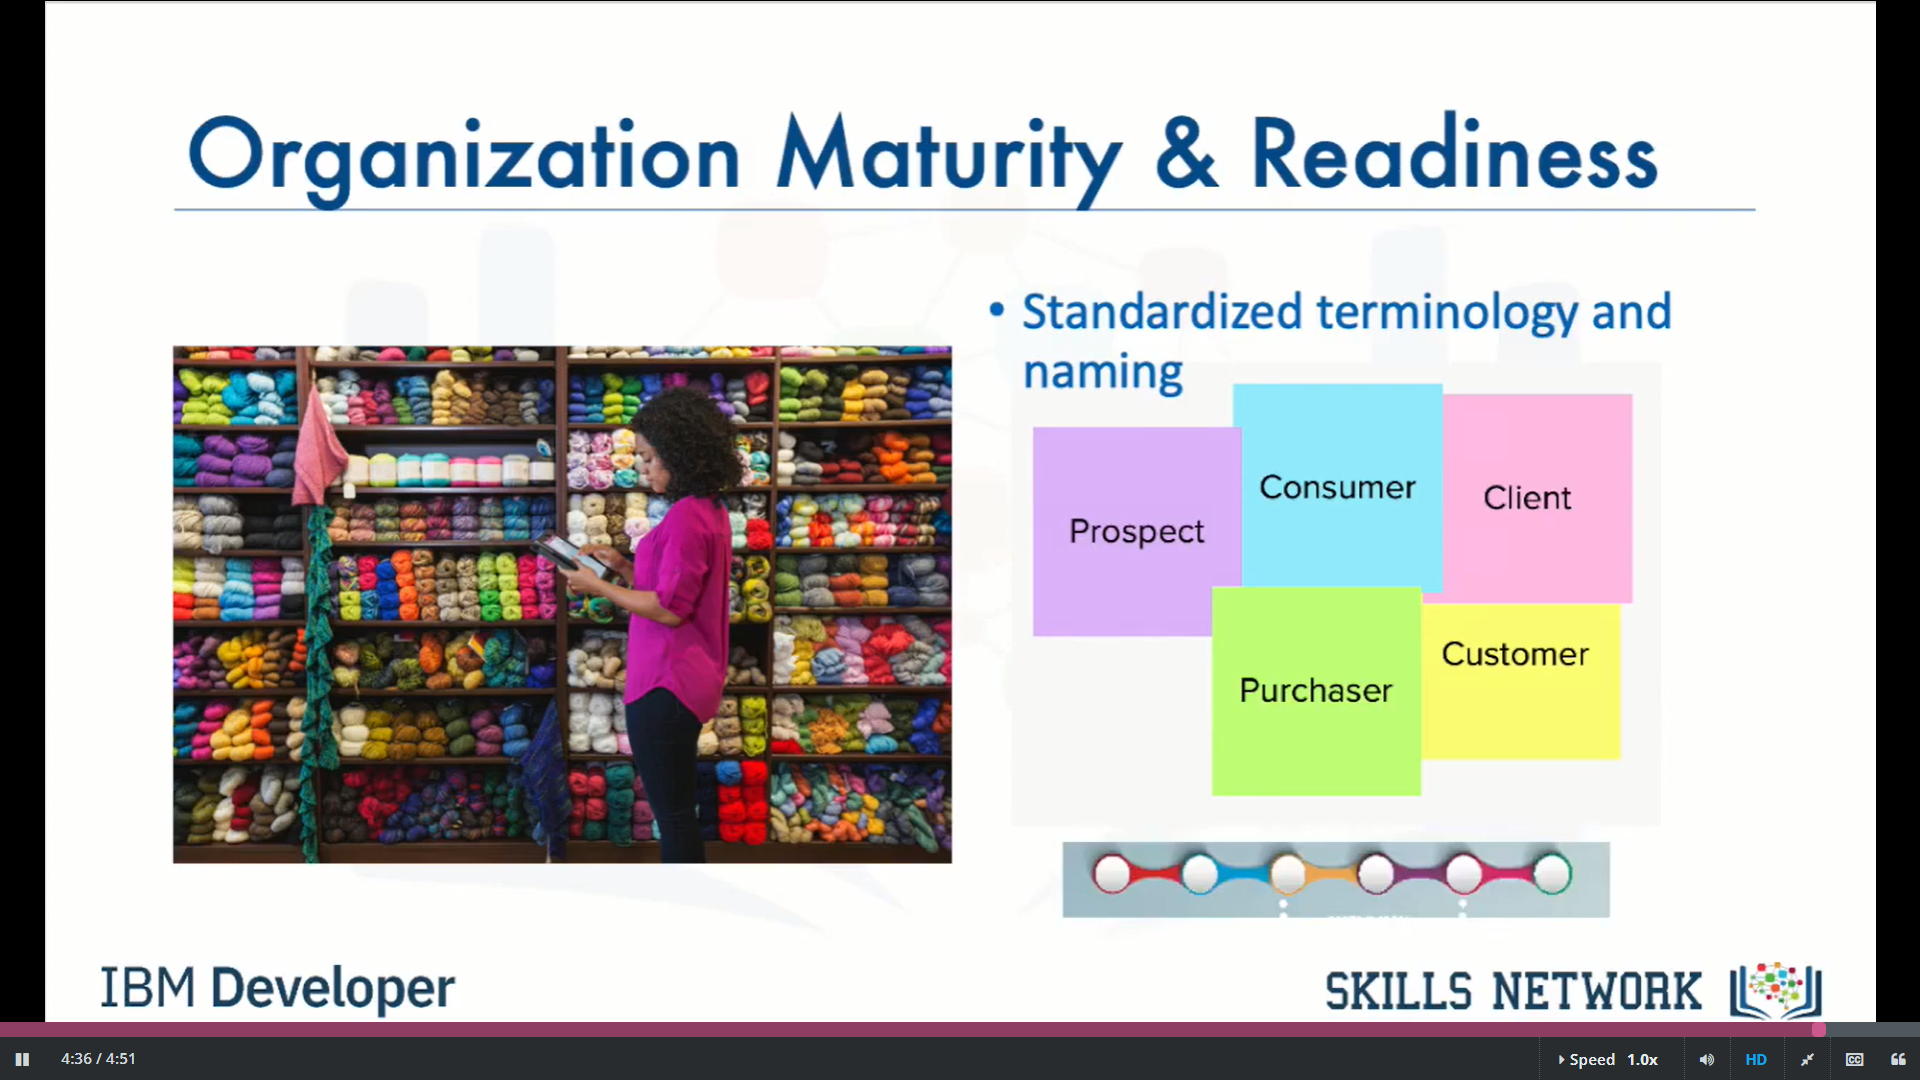 Organization Maturity & Readiness
• Standardized terminology and
naming
Prospect
Consumer
Client
Purchaser
Customer
IBM Developer
SKILLS NETWORK
4:36 / 4:51
Speed 1.0x
HD
CC